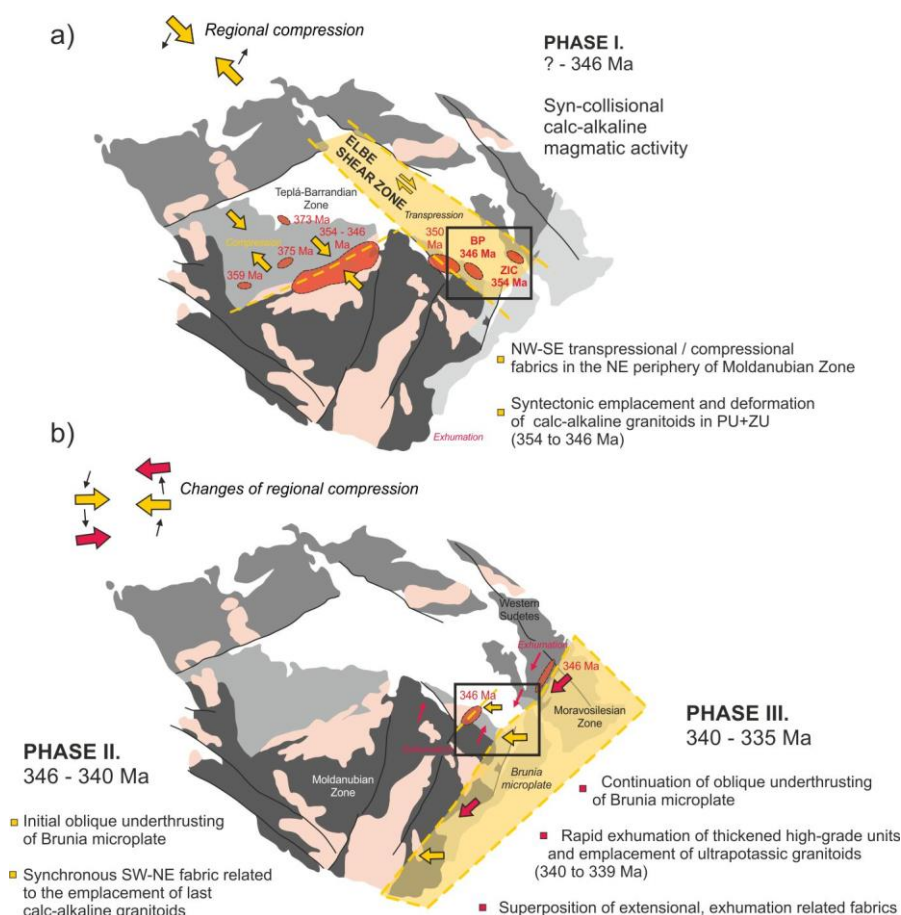 a)
Regional compression
PHASE I.
? - 346 Ma
Syn-collisional
calc-alkaline
magmatic activity
ELBE
SHEAR ZONE
Teplá-Barrandian
Zone
Transpression
373 Ma
354 - 346
Ma
350
Ma
BP
346 Ma
Compression
375 Ma
359 Ma
ZIC
354 Ma
NW-SE transpressional / compressional
fabrics in the NE periphery of Moldanubian Zone
Syntectonic emplacement and deformation
of calc-alkaline granitoids in PU+ZU
(354 to 346 Ma)
Exhumation
b)
Changes of regional compression
Western
Sudetes
Exhumation
346 Ma
346 Ma
Moravosilesian
Zone
PHASE III.
340 - 335 Ma
Exhumation
PHASE II.
346 - 340 Ma
Moldanubian
Zone
Brunia
microplate
Continuation of oblique underthrusting
of Brunia microplate
Initial oblique underthrusting
of Brunia microplate
Rapid exhumation of thickened high-grade units
and emplacement of ultrapotassic granitoids
(340 to 339 Ma)
Synchronous SW-NE fabric related
to the emplacement of last
calc-alkaline granitoids
Superposition of extensional, exhumation related fabrics